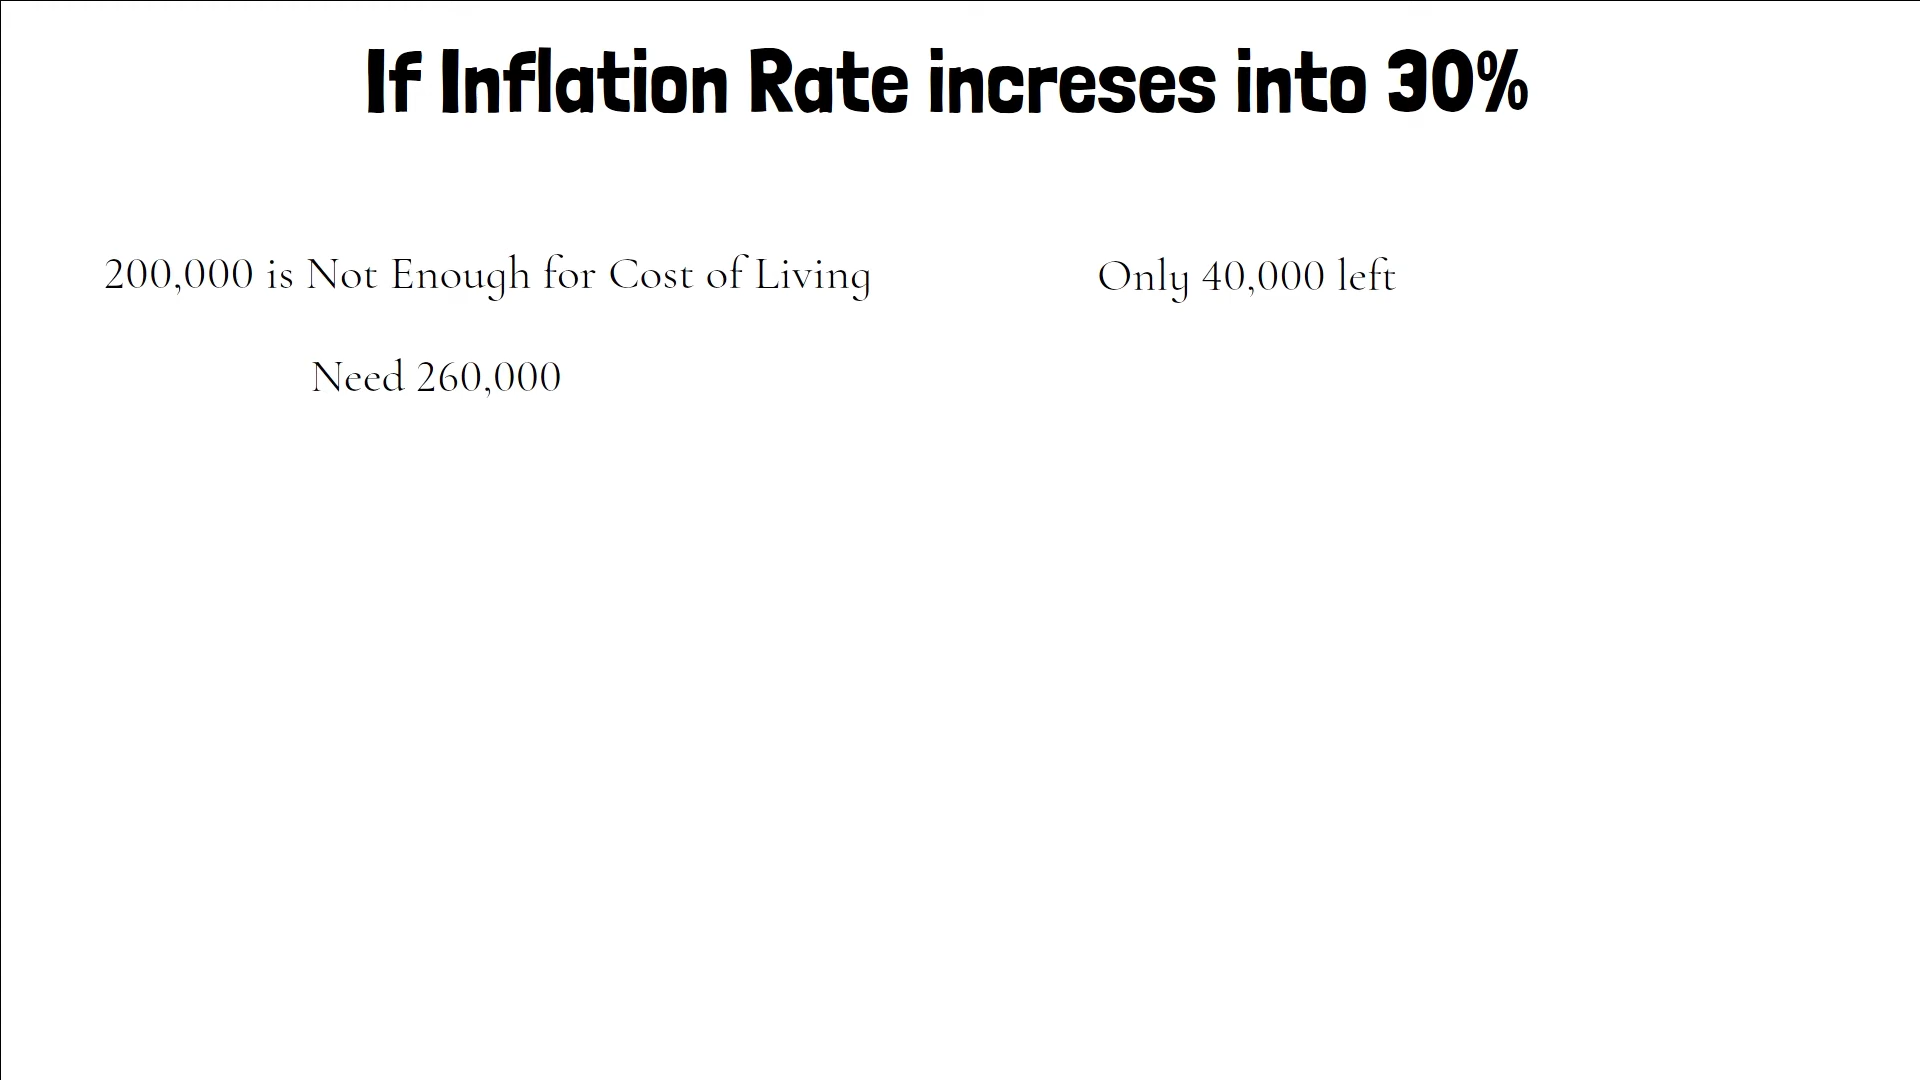 If Inflation Rate increses into 30%
200,000 is Not Enough for Cost of Living
Only 40,000 left
Need 260,000